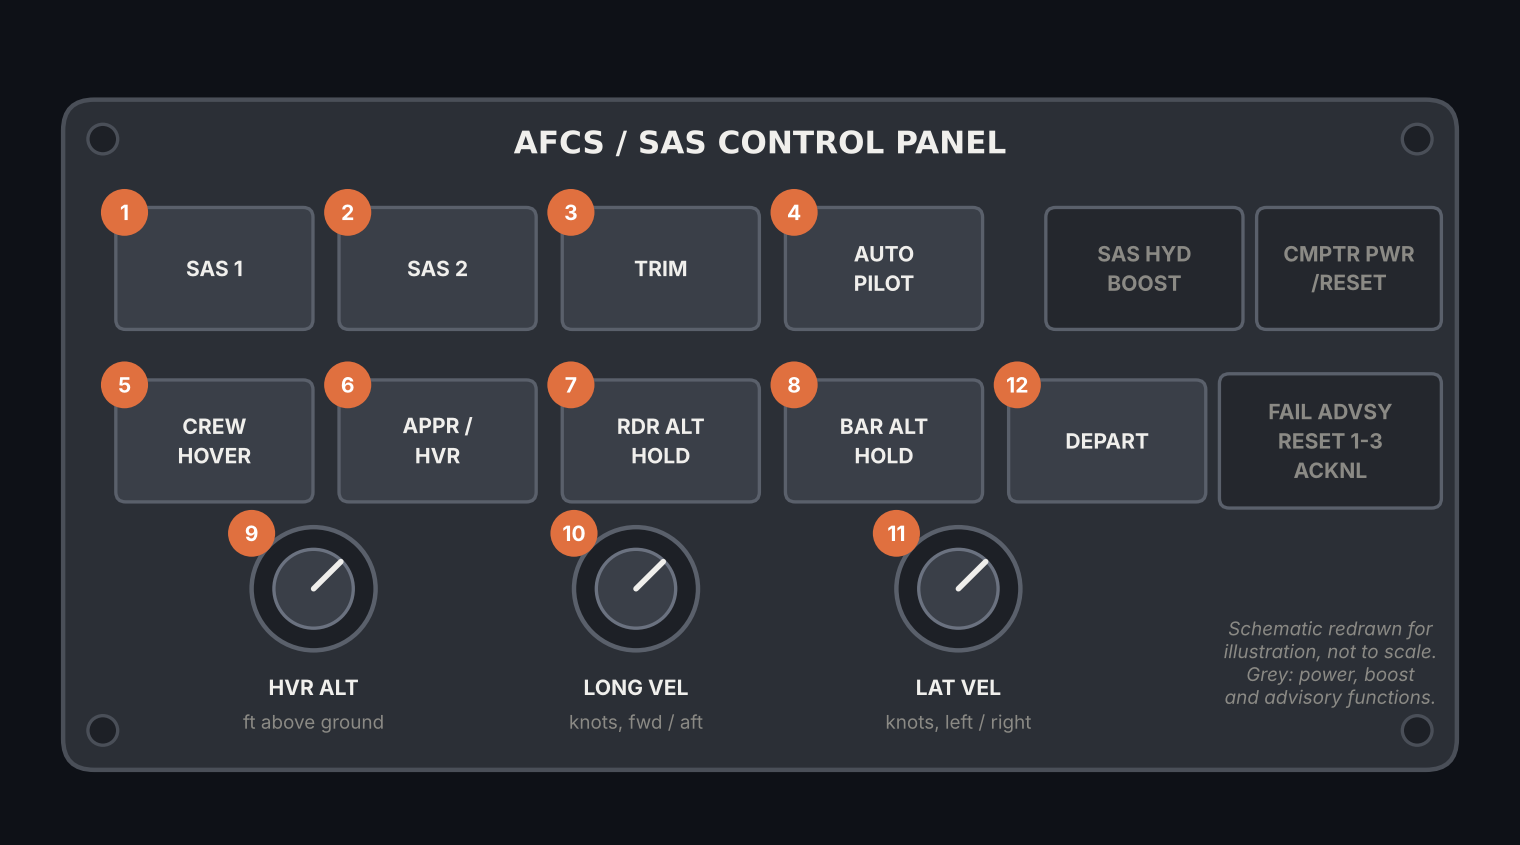 AFCS / SAS CONTROL PANEL
1
SAS 1
2
SAS 2
3
TRIM
4
AUTO
PILOT
SAS HYD
BOOST
CMPTR PWR
/RESET
5
CREW
HOVER
6
APPR /
HVR
7
RDR ALT
HOLD
8
BAR ALT
HOLD
12
DEPART
FAIL ADVSY
RESET 1-3
ACKNL
9
HVR ALT
ft above ground
10
LONG VEL
knots, fwd / aft
11
LAT VEL
knots, left / right
Schematic redrawn for
illustration, not to scale.
Grey: power, boost
and advisory functions.